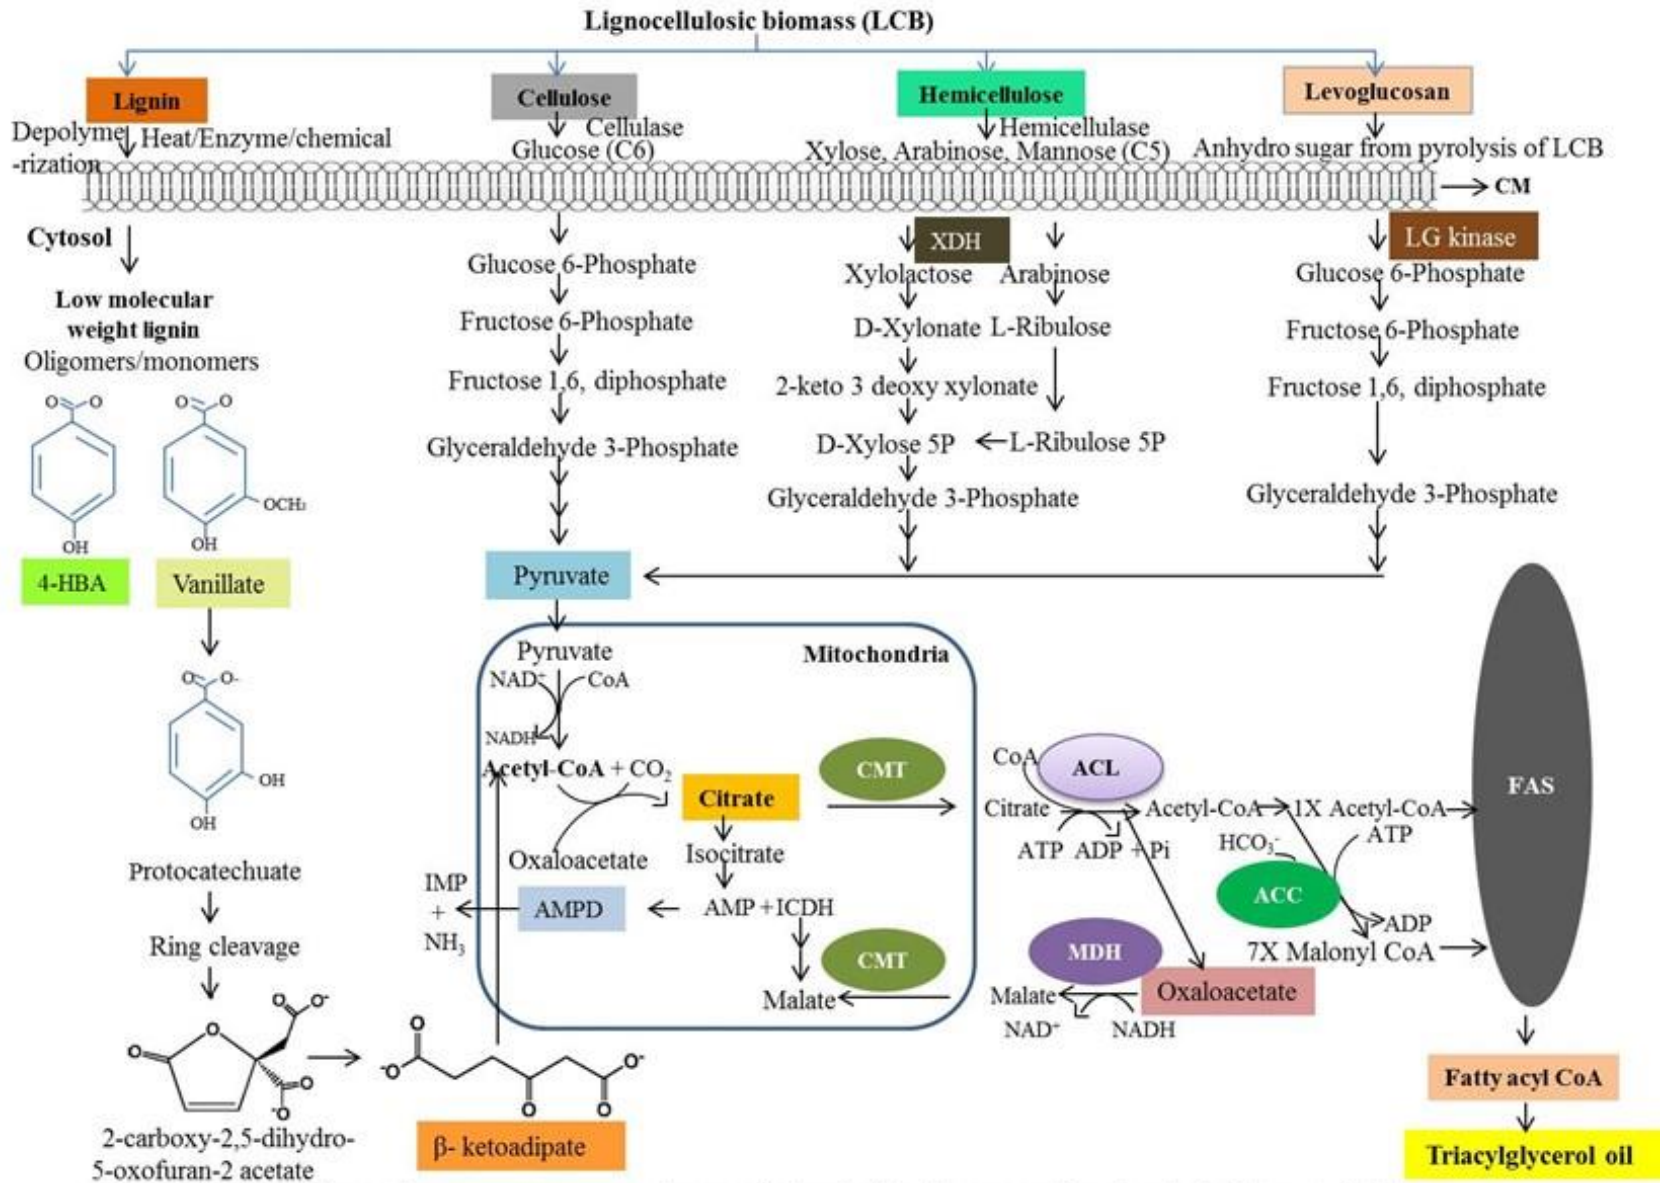 Lignocellulosic biomass (LCB)
Lignin
Cellulose
Hemicellulose
Levoglucosan
Depolyme
-rization
Heat/Enzyme/chemical
Cellulase
Glucose (C6)
Hemicellulase
Xylose, Arabinose, Mannose (C5)
Anhydro sugar from pyrolysis of LCB
CM
Cytosol
Low molecular
weight lignin
Oligomers/monomers
O
O
OH
O
O
OCH₃
OH
4-HBA
Vanillate
O
O-
OH
OH
Protocatechuate
Ring cleavage
O
O
O
O-
O
-O
2-carboxy-2,5-dihydro-
5-oxofuran-2 acetate
O
-O
O
O-
O
β- ketoadipate
Glucose 6-Phosphate
Fructose 6-Phosphate
Fructose 1,6, diphosphate
Glyceraldehyde 3-Phosphate
Pyruvate
XDH
Xylolactose
Arabinose
D-Xylonate
L-Ribulose
2-keto 3 deoxy xylonate
D-Xylose 5P
L-Ribulose 5P
Glyceraldehyde 3-Phosphate
LG kinase
Glucose 6-Phosphate
Fructose 6-Phosphate
Fructose 1,6, diphosphate
Glyceraldehyde 3-Phosphate
Mitochondria
Pyruvate
NAD⁺
CoA
NADH
Acetyl-CoA + CO₂
Citrate
Oxaloacetate
Isocitrate
AMP + ICDH
AMPD
IMP
+
NH₃
Malate
CMT
CMT
CoA
ACL
Citrate
Acetyl-CoA
1X Acetyl-CoA
ATP
ADP + Pi
HCO₃⁻
ATP
ACC
ADP
7X Malonyl CoA
MDH
Oxaloacetate
Malate
NAD⁺
NADH
FAS
Fatty acyl CoA
Triacylglycerol oil